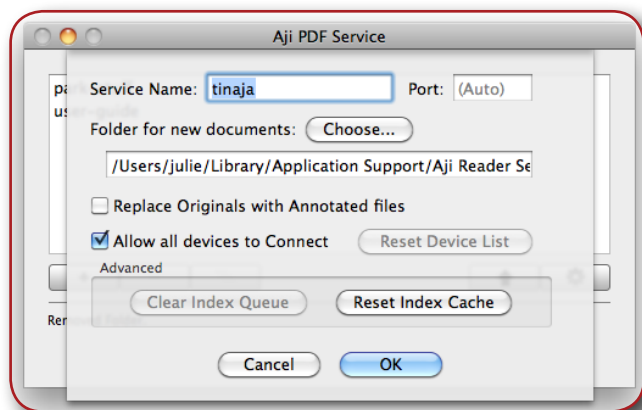 Aji PDF Service
Service Name: tinaja Port: (Auto)
Folder for new documents: Choose...
/Users/julie/Library/Application Support/Aji Reader Se
Replace Originals with Annotated files
Allow all devices to Connect Reset Device List
Advanced
Clear Index Queue Reset Index Cache
Cancel OK